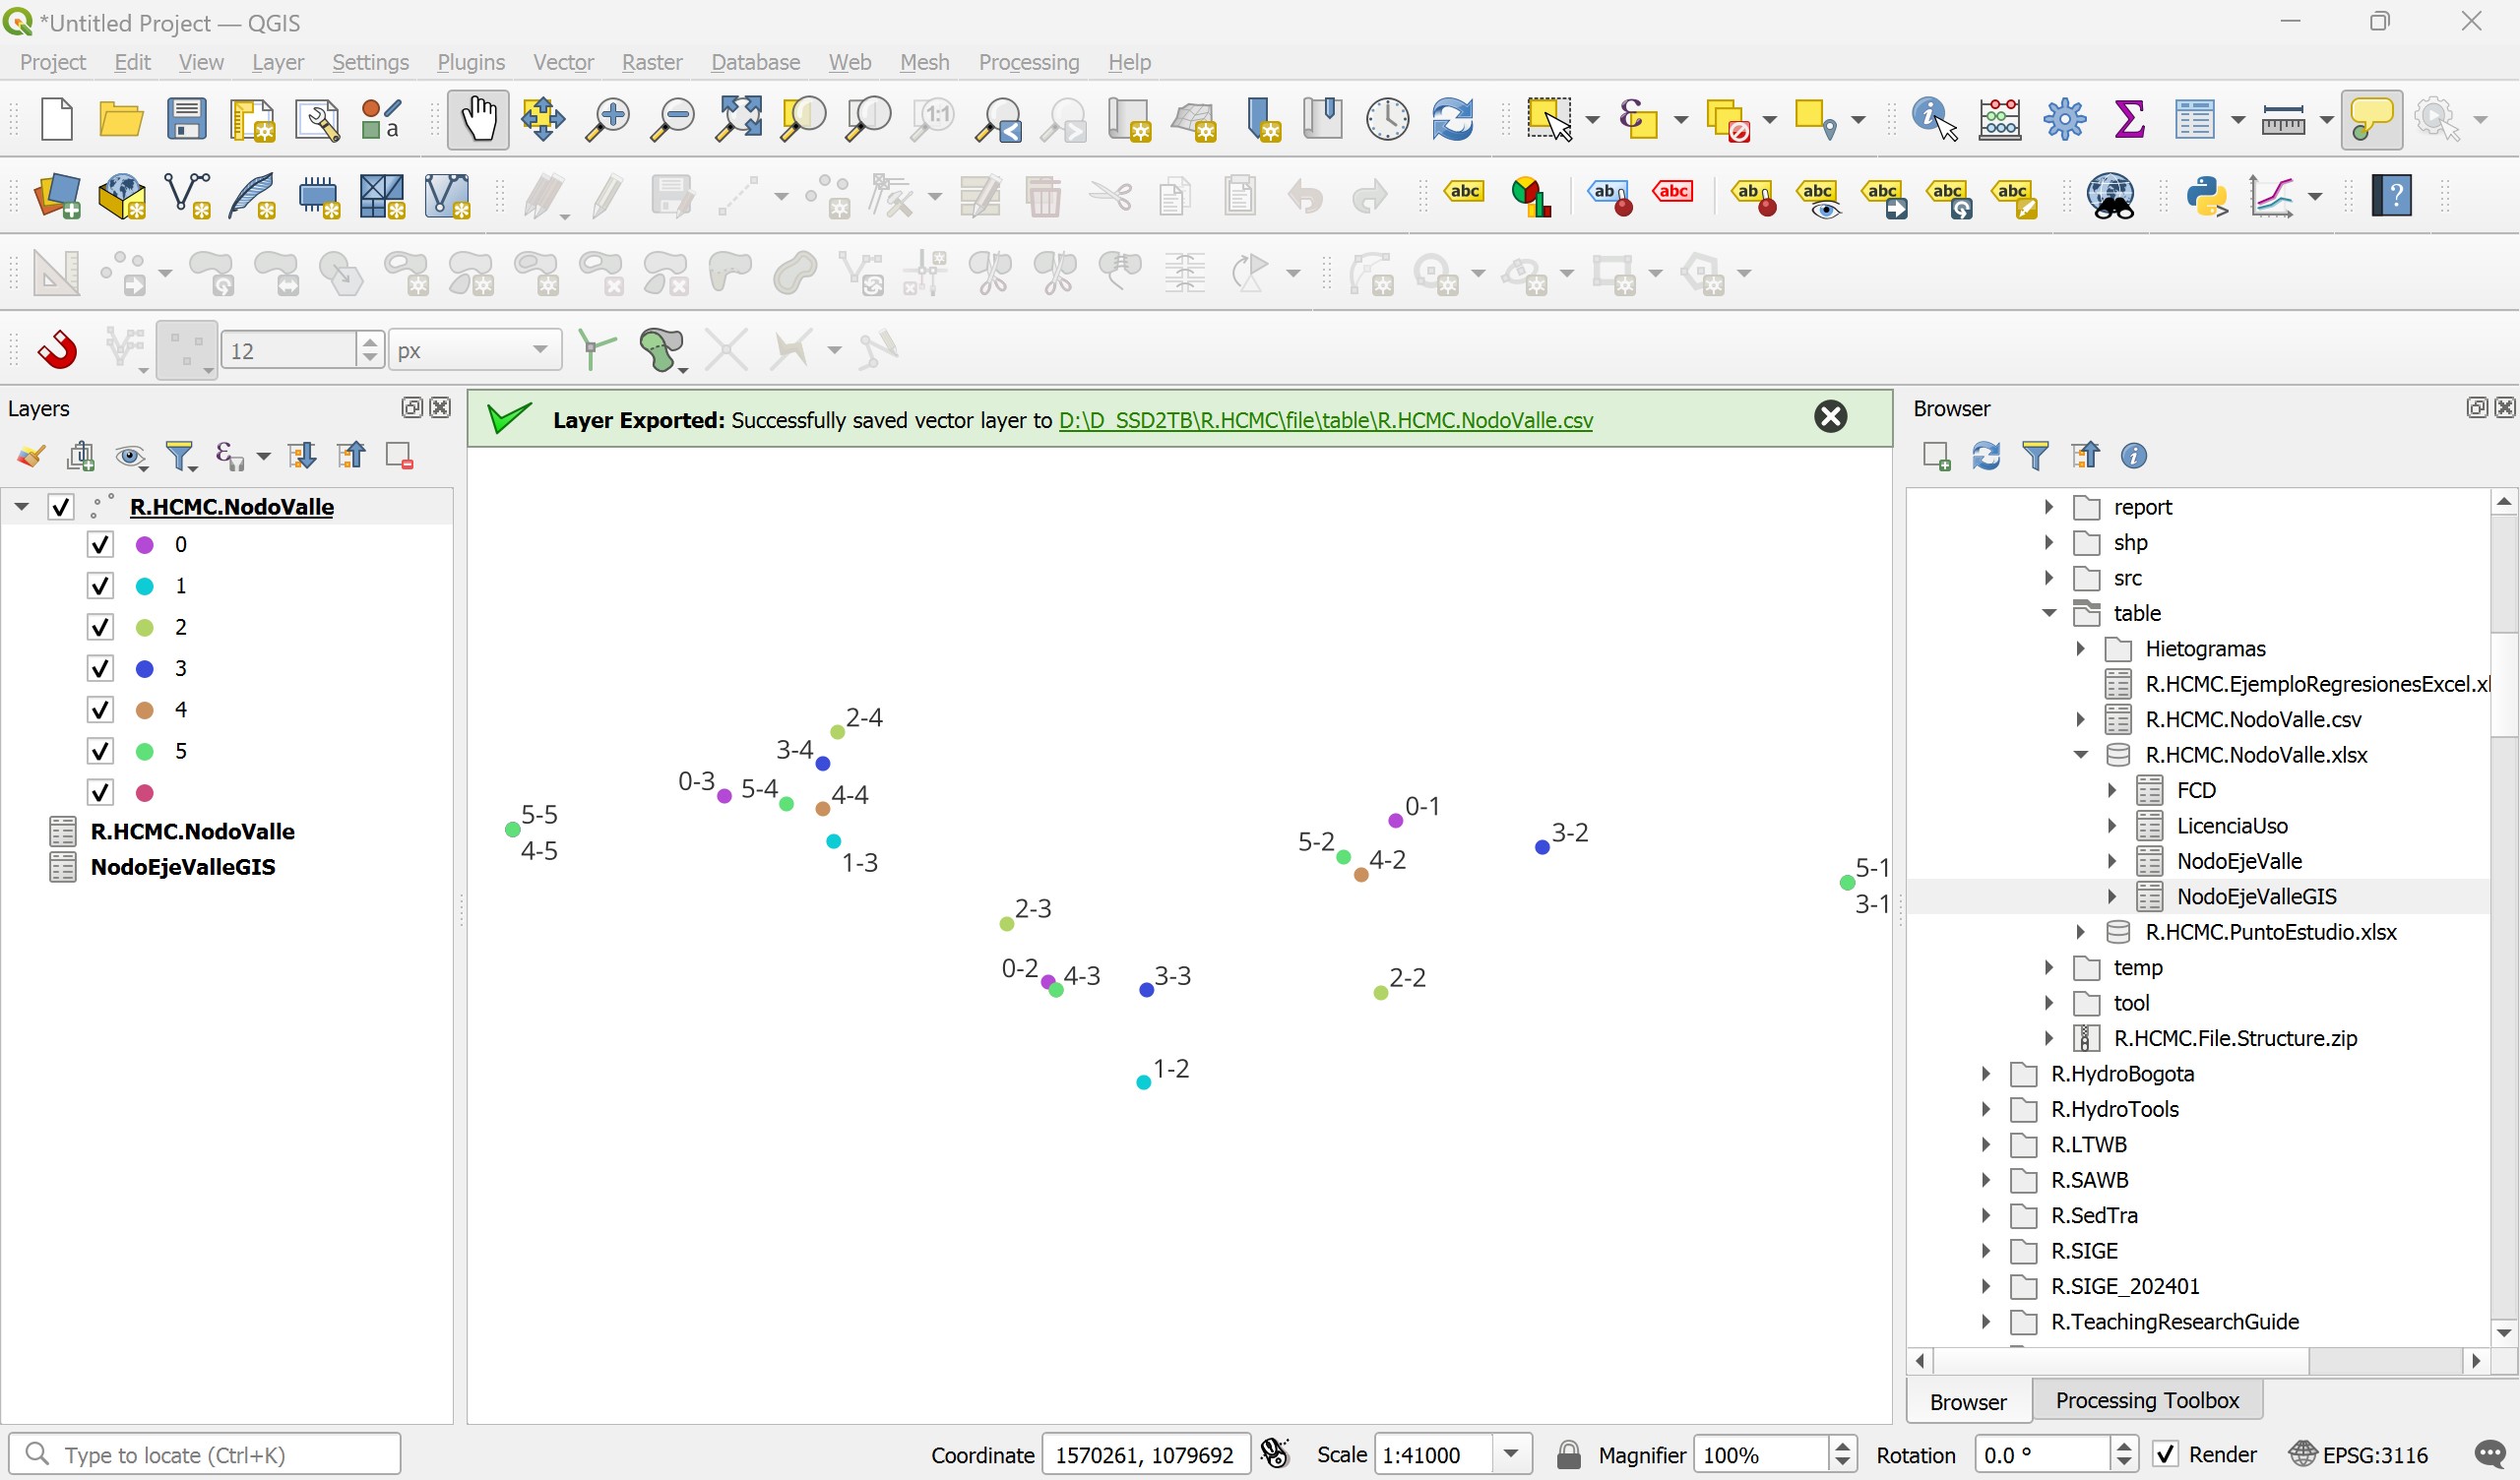 *Untitled Project — QGIS
Project Edit View Layer Settings Plugins Vector Raster Database Web Mesh Processing Help
12 px
Layers
Layer Exported: Successfully saved vector layer to D:\D_SSD2TB\R.HCMC\file\table\R.HCMC.NodoValle.csv
Browser
R.HCMC.NodoValle
0
1
2
3
4
5
R.HCMC.NodoValle
NodoEjeValleGIS
2-4
3-4
0-3
5-4
4-4
5-5
4-5
1-3
0-1
5-2
4-2
3-2
5-1
3-1
2-3
0-2
4-3
3-3
2-2
1-2
report
shp
src
table
Hietogramas
R.HCMC.EjemploRegresionesExcel.xl
R.HCMC.NodoValle.csv
R.HCMC.NodoValle.xlsx
FCD
LicenciaUso
NodoEjeValle
NodoEjeValleGIS
R.HCMC.PuntoEstudio.xlsx
temp
tool
R.HCMC.File.Structure.zip
R.HydroBogota
R.HydroTools
R.LTWB
R.SAWB
R.SedTra
R.SIGE
R.SIGE_202401
R.TeachingResearchGuide
Browser Processing Toolbox
Type to locate (Ctrl+K) Coordinate 1570261, 1079692 Scale 1:41000 Magnifier 100% Rotation 0.0 ° Render EPSG:3116